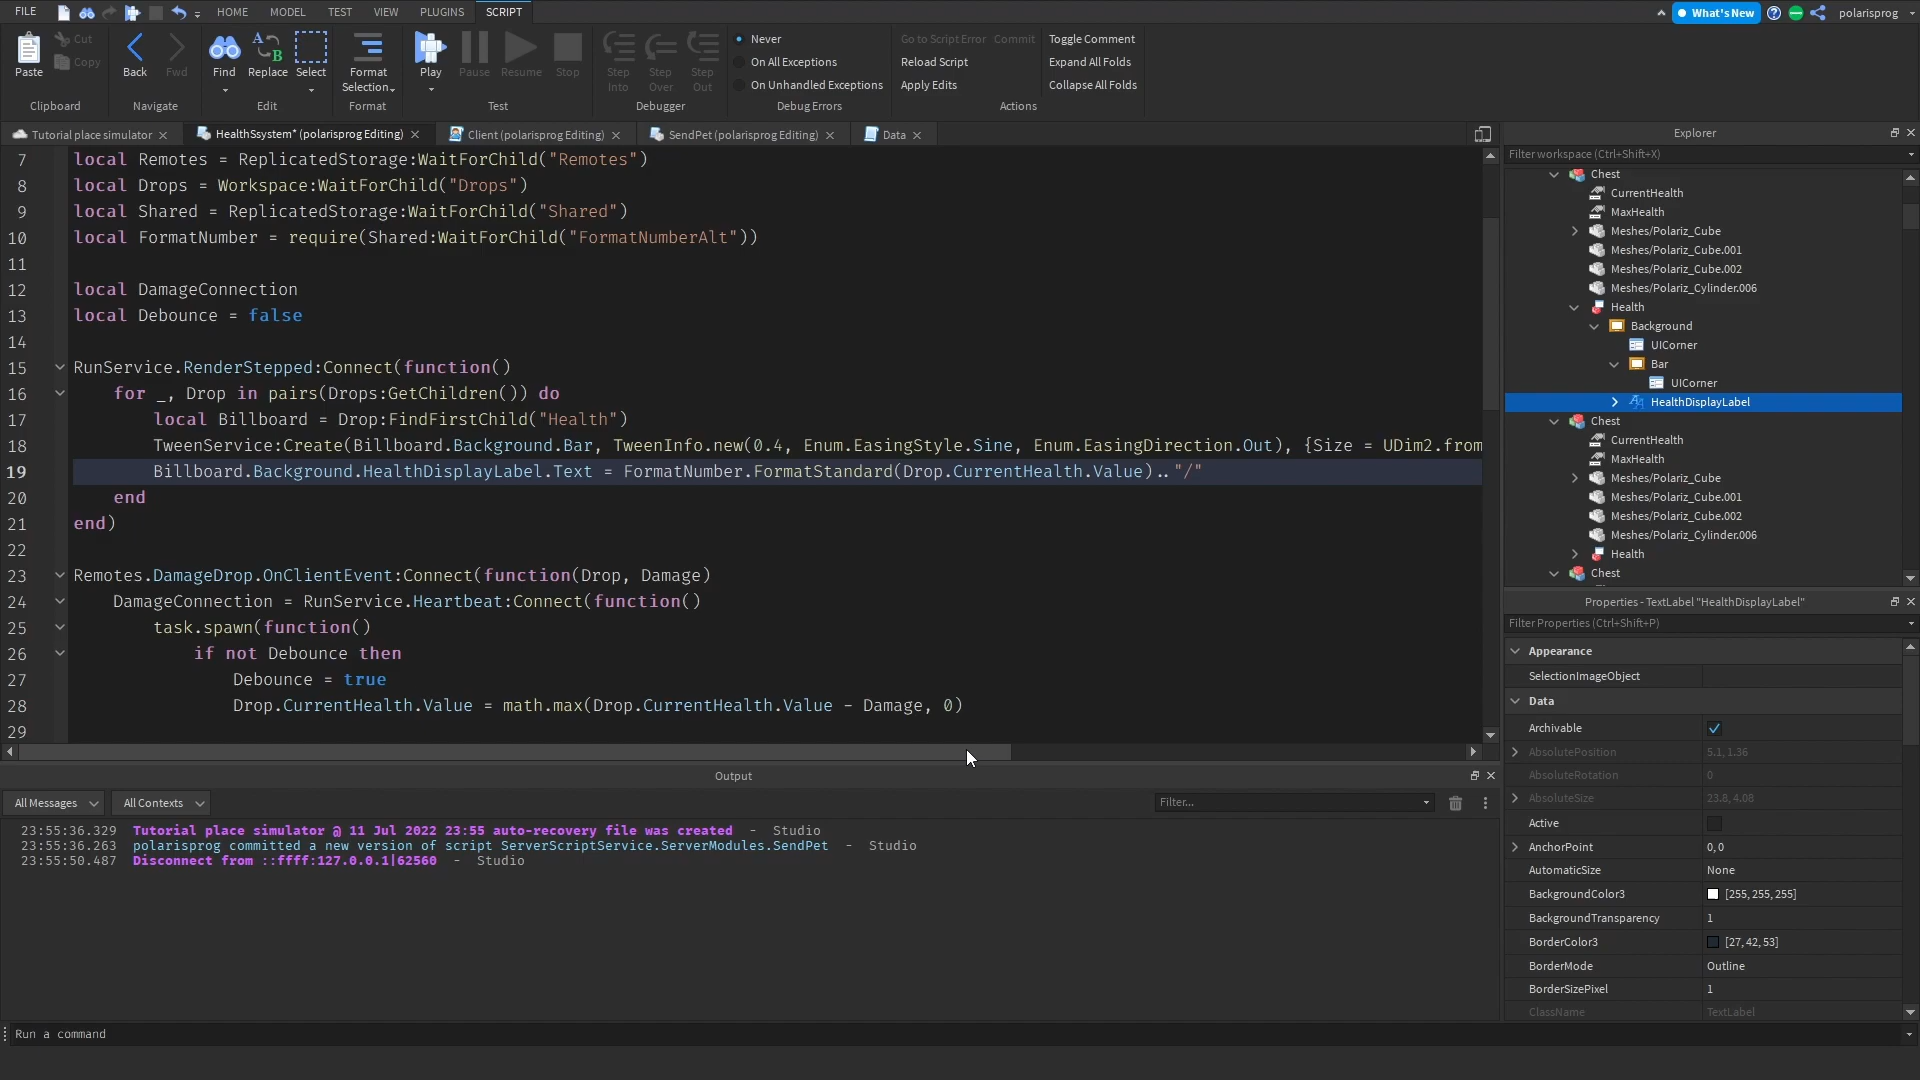 FILE HOME MODEL TEST VIEW PLUGINS SCRIPT What's New polarisprog
Paste Cut Copy Clipboard
Back Fwd Navigate
Find Replace Select Edit
Format Selection Format
Play Pause Resume Stop Test
Step Into Step Over Step Out Debugger
Never
On All Exceptions
On Unhandled Exceptions
Debug Errors
Go to Script Error Commit Toggle Comment
Reload Script Expand All Folds
Apply Edits Collapse All Folds
Actions
Tutorial place simulator HealthSsystem* (polarisprog Editing) Client (polarisprog Editing) SendPet (polarisprog Editing) Data
7 local Remotes = ReplicatedStorage:WaitForChild("Remotes")
8 local Drops = Workspace:WaitForChild("Drops")
9 local Shared = ReplicatedStorage:WaitForChild("Shared")
10 local FormatNumber = require(Shared:WaitForChild("FormatNumberAlt"))
11
12 local DamageConnection
13 local Debounce = false
14
15 RunService.RenderStepped:Connect(function()
16 for _, Drop in pairs(Drops:GetChildren()) do
17 local Billboard = Drop:FindFirstChild("Health")
18 TweenService:Create(Billboard.Background.Bar, TweenInfo.new(0.4, Enum.EasingStyle.Sine, Enum.EasingDirection.Out), {Size = UDim2.from
19 Billboard.Background.HealthDisplayLabel.Text = FormatNumber.FormatStandard(Drop.CurrentHealth.Value).."/"
20 end
21 end)
22
23 Remotes.DamageDrop.OnClientEvent:Connect(function(Drop, Damage)
24 DamageConnection = RunService.Heartbeat:Connect(function()
25 task.spawn(function()
26 if not Debounce then
27 Debounce = true
28 Drop.CurrentHealth.Value = math.max(Drop.CurrentHealth.Value - Damage, 0)
29
Output
All Messages All Contexts Filter...
23:55:36.329 Tutorial place simulator @ 11 Jul 2022 23:55 auto-recovery file was created - Studio
23:55:36.263 polarisprog committed a new version of script ServerScriptService.ServerModules.SendPet - Studio
23:55:50.487 Disconnect from ::ffff:127.0.0.1|62560 - Studio
Run a command
Explorer
Filter workspace (Ctrl+Shift+X)
Chest
CurrentHealth
MaxHealth
Meshes/Polariz_Cube
Meshes/Polariz_Cube.001
Meshes/Polariz_Cube.002
Meshes/Polariz_Cylinder.006
Health
Background
UICorner
Bar
UICorner
HealthDisplayLabel
Chest
CurrentHealth
MaxHealth
Meshes/Polariz_Cube
Meshes/Polariz_Cube.001
Meshes/Polariz_Cube.002
Meshes/Polariz_Cylinder.006
Health
Chest
Properties - TextLabel "HealthDisplayLabel"
Filter Properties (Ctrl+Shift+P)
Appearance
SelectionImageObject
Data
Archivable
AbsolutePosition 5.1, 1.36
AbsoluteRotation 0
AbsoluteSize 23.8, 4.08
Active
AnchorPoint 0, 0
AutomaticSize None
BackgroundColor3 [255, 255, 255]
BackgroundTransparency 1
BorderColor3 [27, 42, 53]
BorderMode Outline
BorderSizePixel 1
ClassName TextLabel